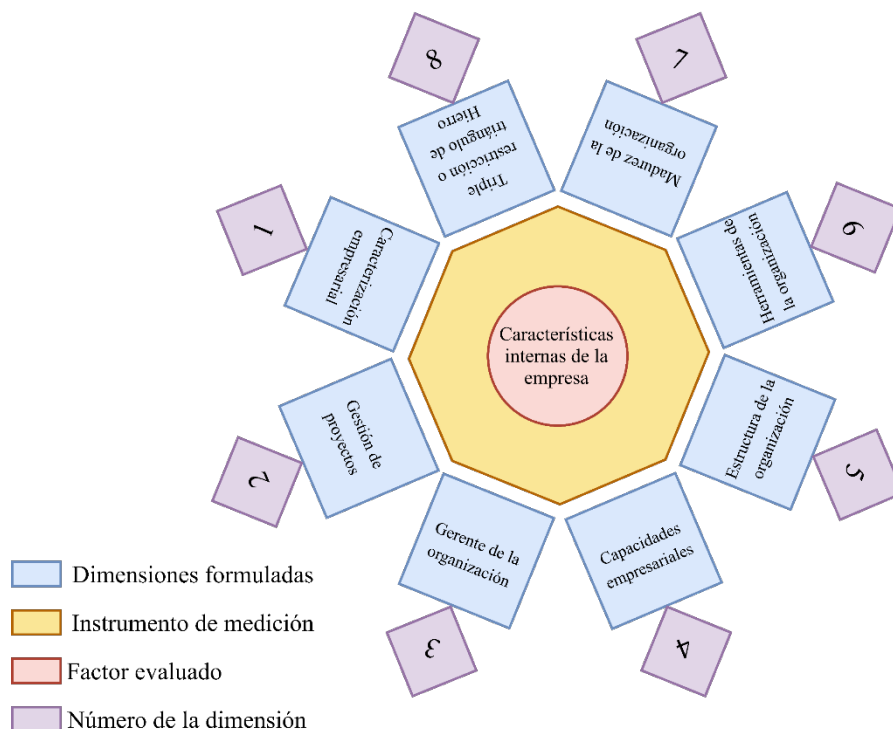 Características
internas de la
empresa
1
Caracterización
empresarial
2
Gestión de
proyectos
3
Gerente de la
organización
4
Capacidades
empresariales
5
Estructura de la
organización
6
Herramientas de
la organización
7
Madurez de la
organización
8
Triple
restricción o
triángulo de
Hierro
Dimensiones formuladas
Instrumento de medición
Factor evaluado
Número de la dimensión